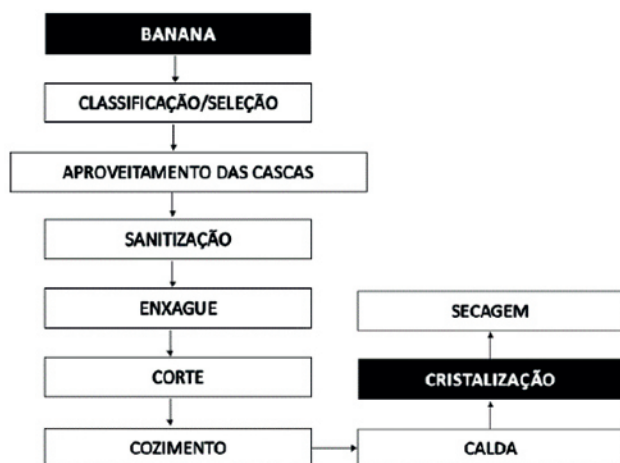 BANANA
CLASSIFICAÇÃO/SELEÇÃO
APROVEITAMENTO DAS CASCAS
SANITIZAÇÃO
ENXAGUE
CORTE
COZIMENTO
CALDA
CRISTALIZAÇÃO
SECAGEM